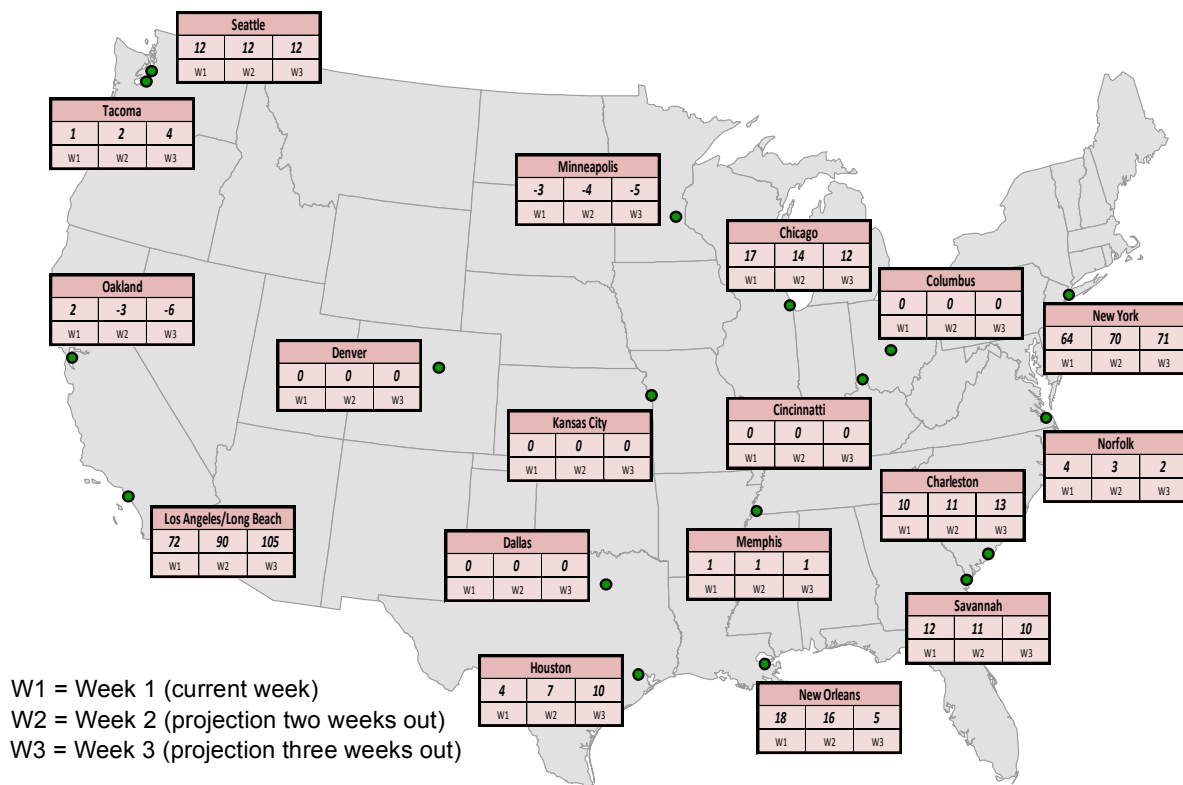 Seattle
12 12 12
W1 W2 W3
Tacoma
1 2 4
W1 W2 W3
Minneapolis
-3 -4 -5
W1 W2 W3
Chicago
17 14 12
W1 W2 W3
Columbus
0 0 0
W1 W2 W3
Oakland
2 -3 -6
W1 W2 W3
New York
64 70 71
W1 W2 W3
Denver
0 0 0
W1 W2 W3
Kansas City
0 0 0
W1 W2 W3
Cincinnatti
0 0 0
W1 W2 W3
Norfolk
4 3 2
W1 W2 W3
Charleston
10 11 13
W1 W2 W3
Los Angeles/Long Beach
72 90 105
W1 W2 W3
Dallas
0 0 0
W1 W2 W3
Memphis
1 1 1
W1 W2 W3
Savannah
12 11 10
W1 W2 W3
Houston
4 7 10
W1 W2 W3
New Orleans
18 16 5
W1 W2 W3
W1 = Week 1 (current week)
W2 = Week 2 (projection two weeks out)
W3 = Week 3 (projection three weeks out)